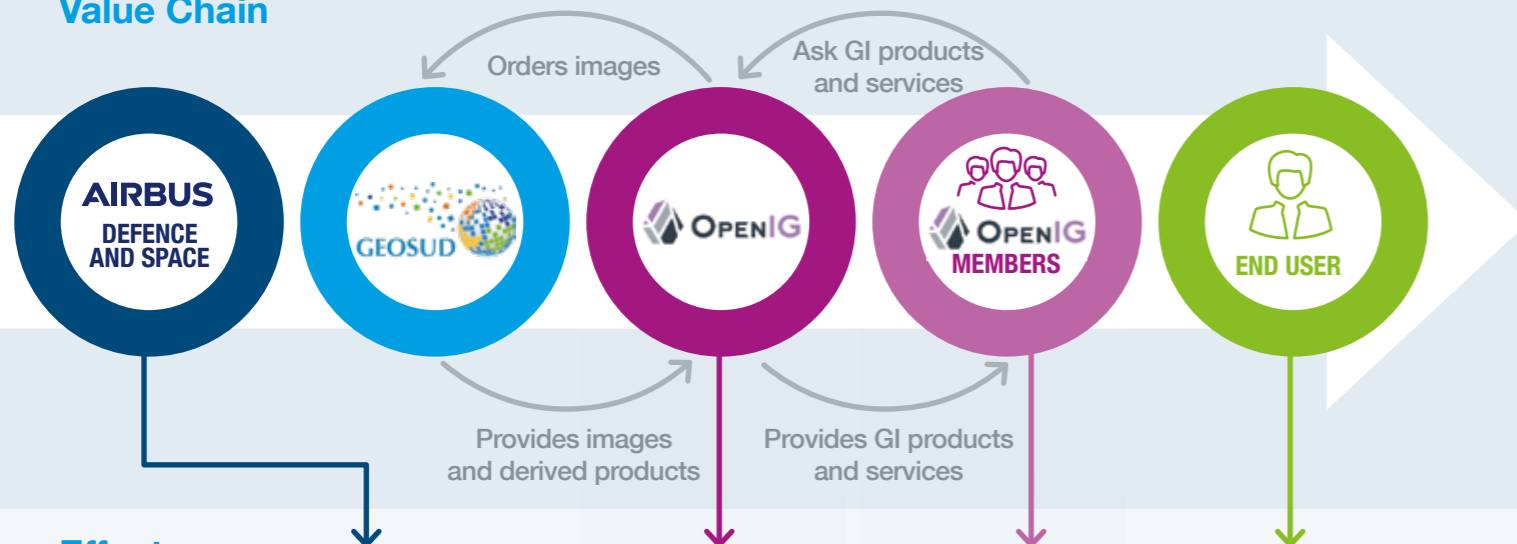 Value Chain
Orders images
Ask GI products
and services
AIRBUS
DEFENCE
AND SPACE
GEOSUD
OPENIG
OPENIG
MEMBERS
END USER
Provides images
and derived products
Provides GI products
and services